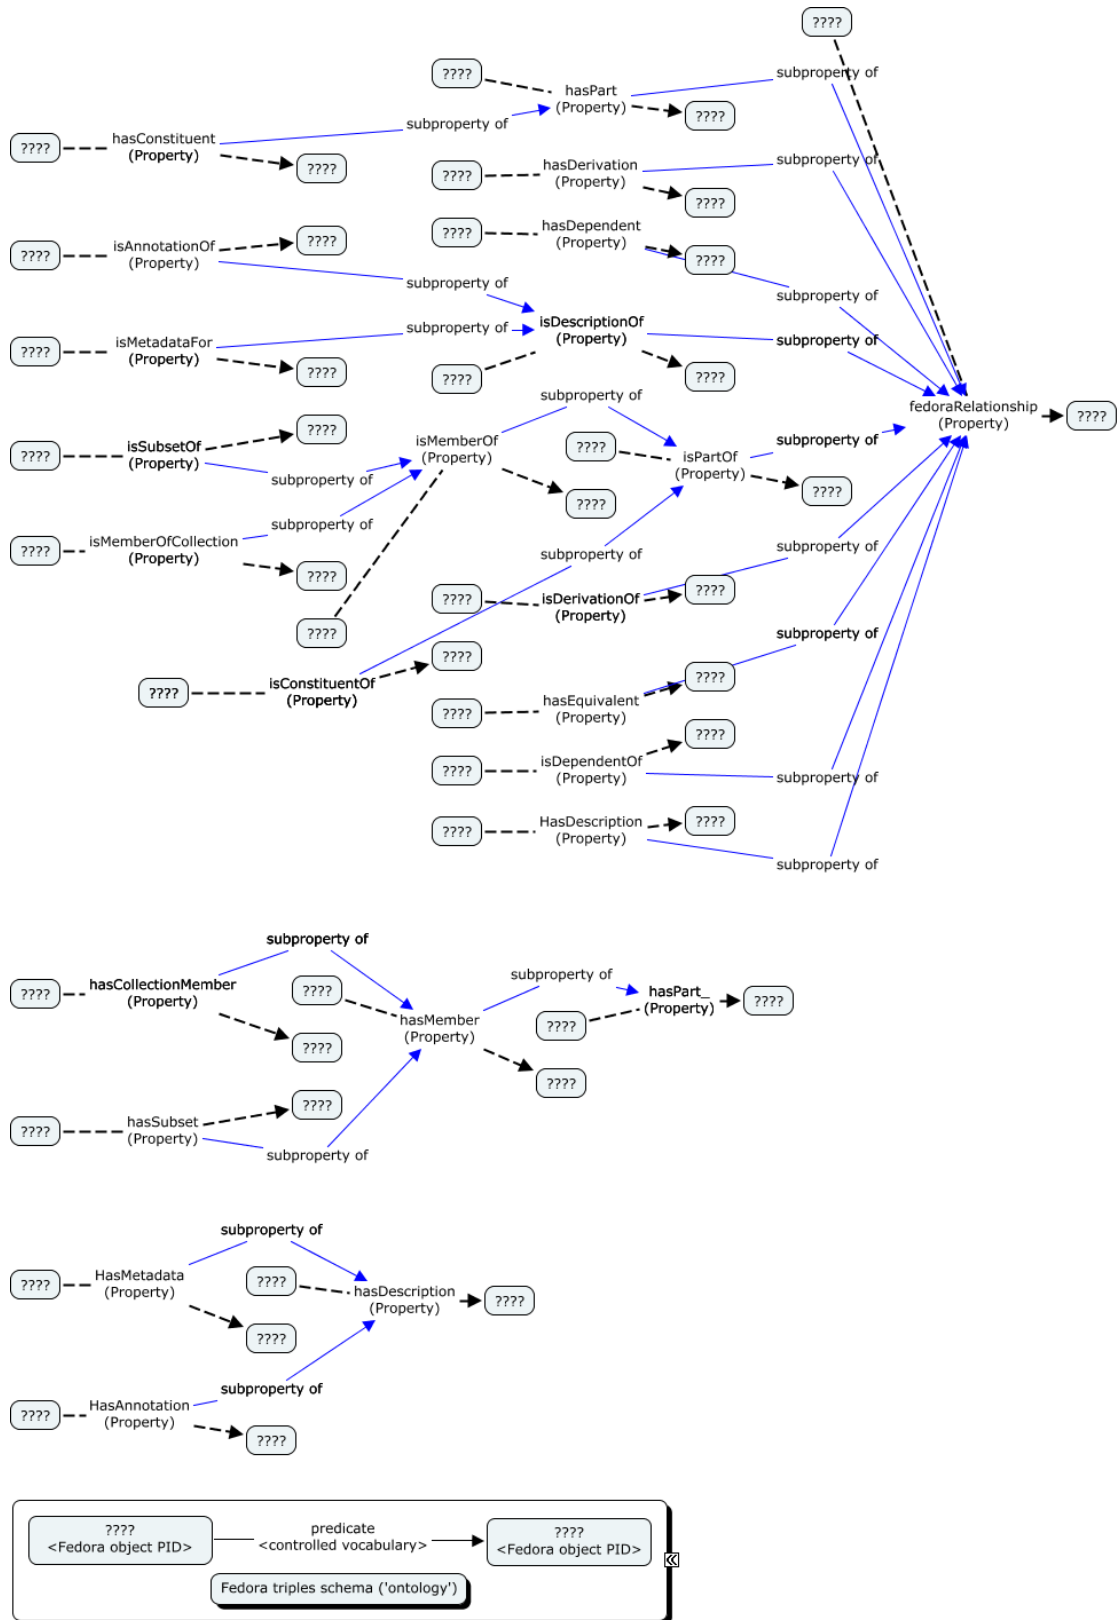 ????
????
hasPart
(Property)
subproperty of
????
subproperty of
????
hasConstituent
(Property)
????
????
hasDerivation
(Property)
subproperty of
????
????
hasDependent
(Property)
????
????
isAnnotationOf
(Property)
????
subproperty of
subproperty of
????
isMetadataFor
(Property)
subproperty of
????
isDescriptionOf
(Property)
subproperty of
????
????
subproperty of
????
isSubsetOf
(Property)
????
subproperty of
isMemberOf
(Property)
????
isPartOf
(Property)
subproperty of
????
fedoraRelationship
(Property)
????
????
????
isMemberOfCollection
(Property)
subproperty of
????
subproperty of
subproperty of
????
isDerivationOf
(Property)
????
????
subproperty of
????
isConstituentOf
(Property)
????
????
hasEquivalent
(Property)
????
????
isDependentOf
(Property)
????
subproperty of
????
HasDescription
(Property)
????
subproperty of
subproperty of
????
hasCollectionMember
(Property)
????
????
hasMember
(Property)
subproperty of
????
hasPart_
(Property)
????
????
????
hasSubset
(Property)
????
subproperty of
subproperty of
????
HasMetadata
(Property)
????
????
hasDescription
(Property)
????
subproperty of
????
HasAnnotation
(Property)
????
????
<Fedora object PID>
predicate
<controlled vocabulary>
????
<Fedora object PID>
Fedora triples schema ('ontology')